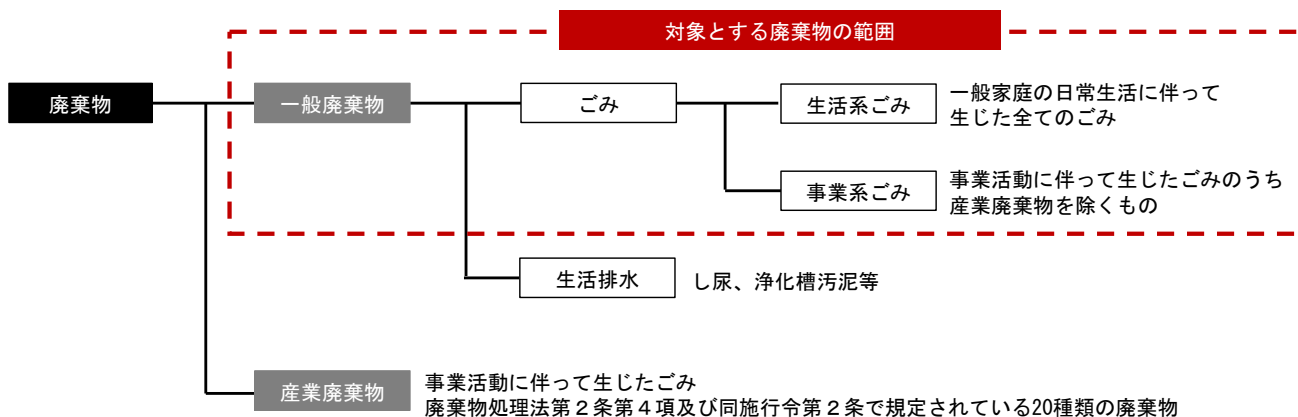 対象とする廃棄物の範囲
廃棄物
一般廃棄物
ごみ
生活系ごみ
一般家庭の日常生活に伴って
生じた全てのごみ
事業系ごみ
事業活動に伴って生じたごみのうち
産業廃棄物を除くもの
生活排水
し尿、浄化槽汚泥等
産業廃棄物
事業活動に伴って生じたごみ
廃棄物処理法第２条第４項及び同施行令第２条で規定されている20種類の廃棄物